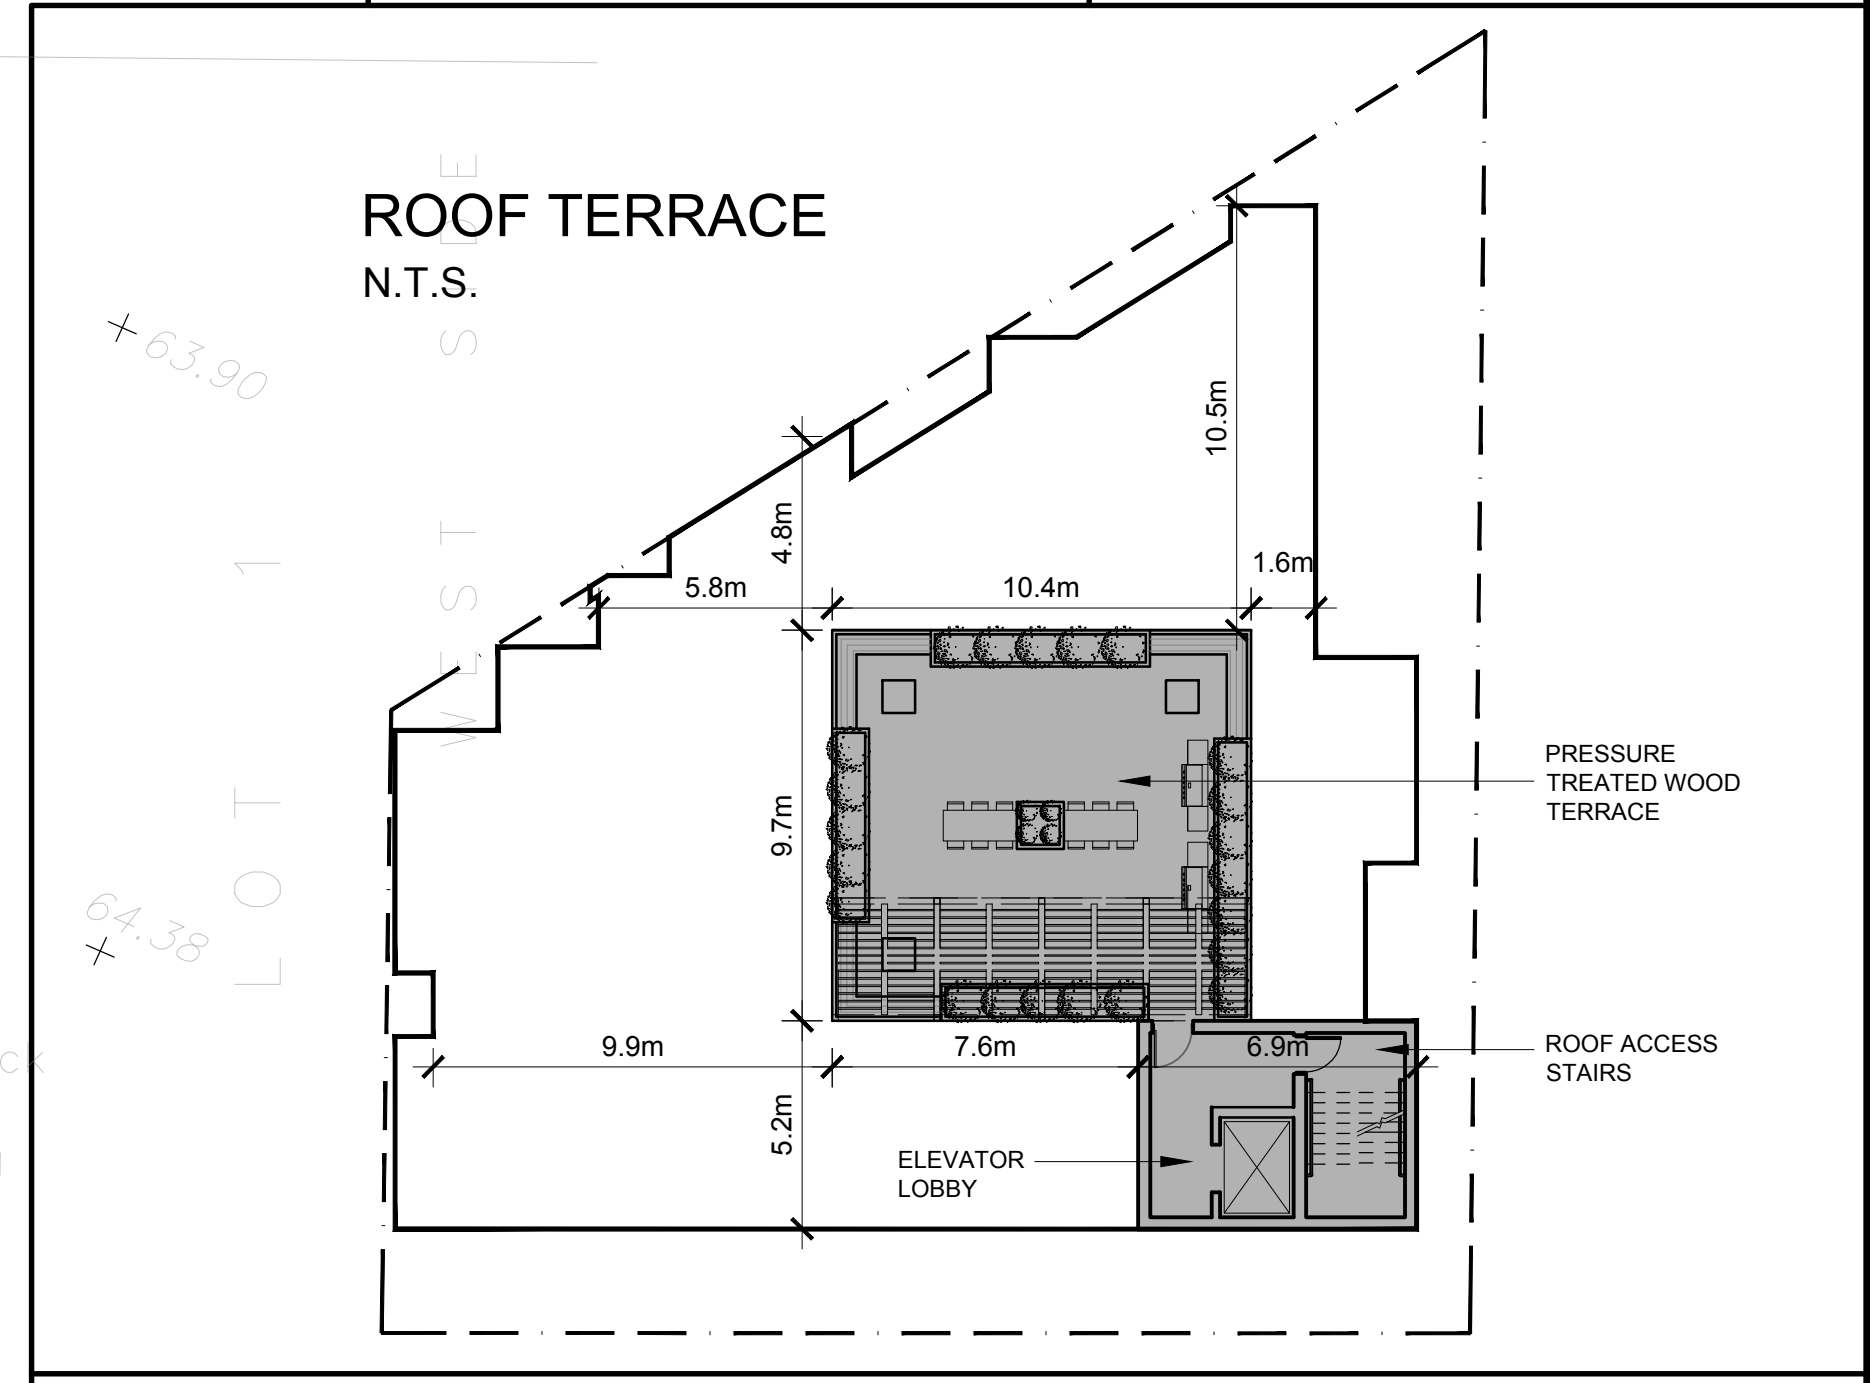 ROOF TERRACE
N.T.S.
WEST SIDE
63.90
LOT 1
64.38
10.5m
4.8m
1.6m
5.8m
10.4m
9.7m
PRESSURE
TREATED WOOD
TERRACE
9.9m
7.6m
6.9m
ROOF ACCESS
STAIRS
5.2m
ELEVATOR
LOBBY